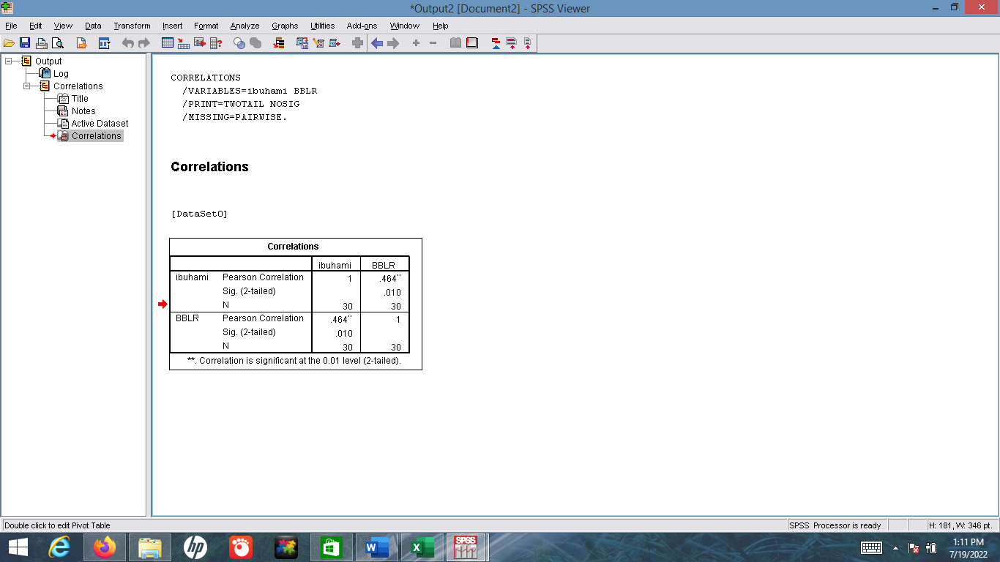 *Output2 [Document2] - SPSS Viewer
File Edit View Data Transform Insert Format Analyze Graphs Utilities Add-ons Window Help
Output
Log
Correlations
Title
Notes
Active Dataset
Correlations
CORRELATIONS
/VARIABLES=ibuhami BBLR
/PRINT=TWOTAIL NOSIG
/MISSING=PAIRWISE.
Correlations
[DataSet0]
Correlations
ibuhami BBLR
ibuhami Pearson Correlation 1 .464**
Sig. (2-tailed) .010
N 30 30
BBLR Pearson Correlation .464** 1
Sig. (2-tailed) .010
N 30 30
**. Correlation is significant at the 0.01 level (2-tailed).
Double click to edit Pivot Table SPSS Processor is ready H: 181, W: 346 pt.
hp W X SPSS
1:11 PM
7/19/2022